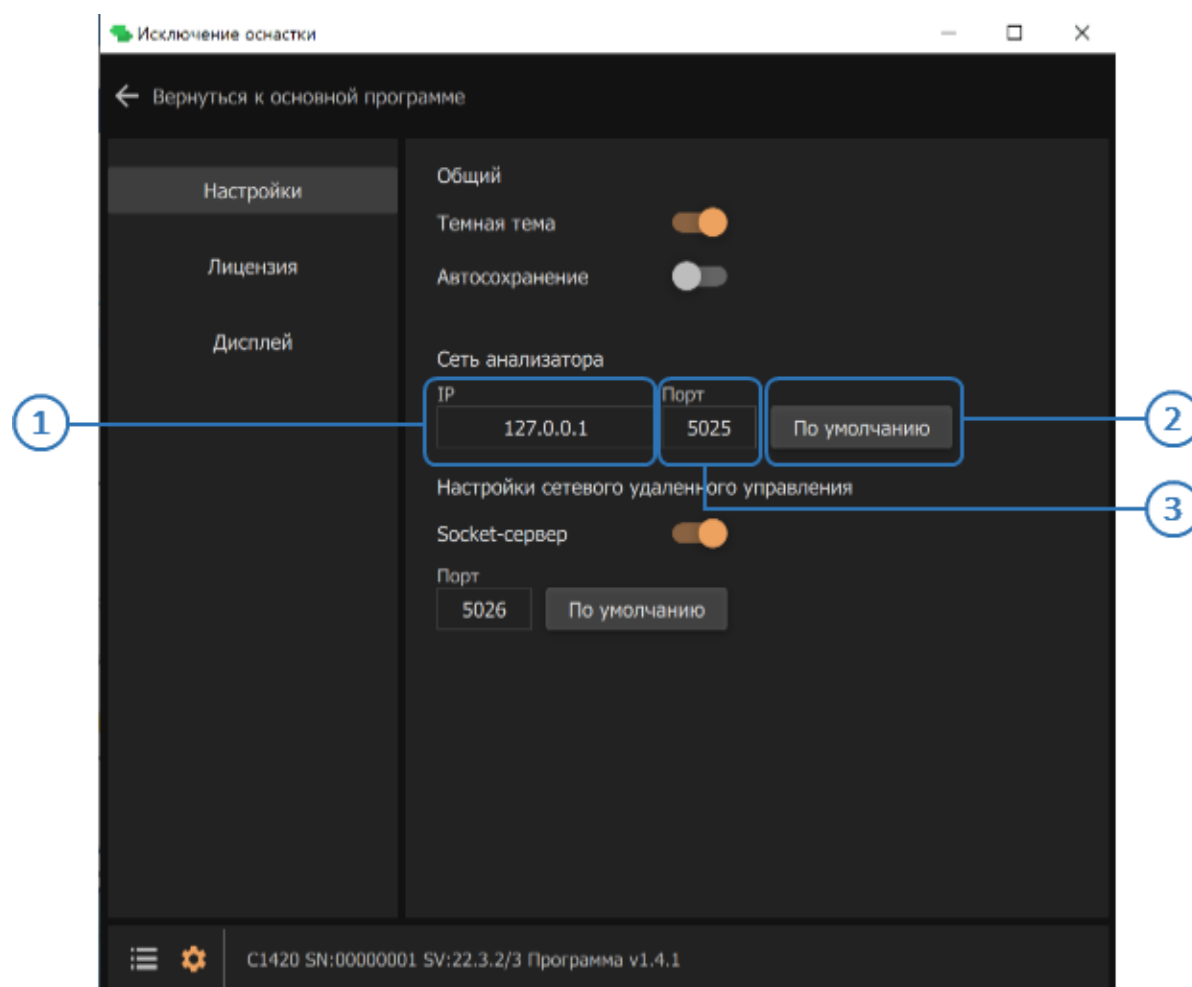 Исключение оснастки
Вернуться к основной программе
Настройки
Лицензия
Дисплей
Общий
Темная тема
Автосохранение
Сеть анализатора
IP Порт
1 127.0.0.1 5025 По умолчанию 2
Настройки сетевого удаленного управления
3
Socket-сервер
Порт
5026 По умолчанию
C1420 SN:00000001 SV:22.3.2/3 Программа v1.4.1